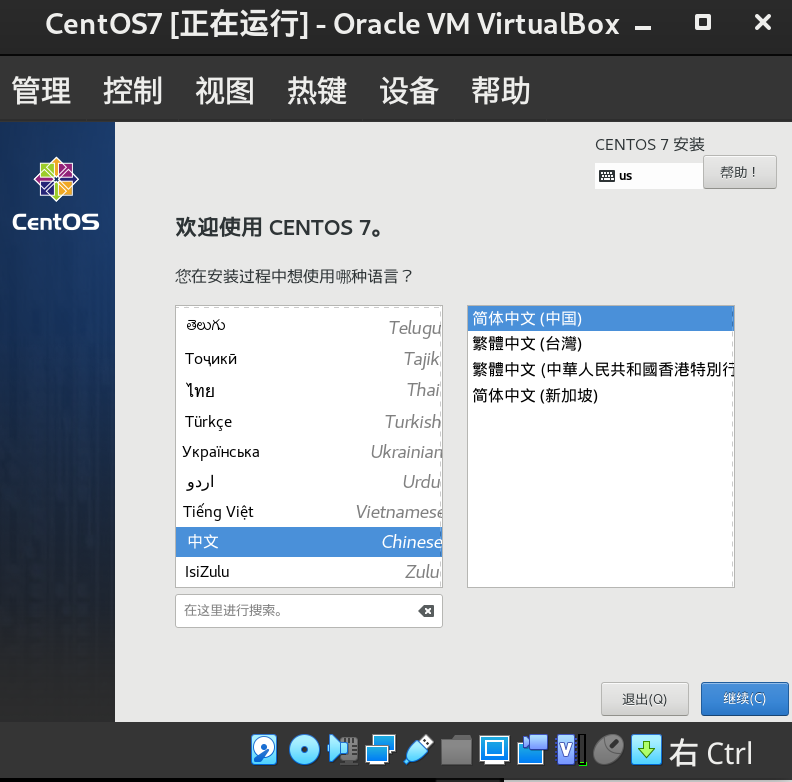 CentOS7 [正在运行] - Oracle VM VirtualBox
管理 控制 视图 热键 设备 帮助
CentOS
CENTOS 7 安装
us 帮助！
欢迎使用 CENTOS 7。
您在安装过程中想使用哪种语言？
తెలుగు Telugu
Тоҷикӣ Tajik
ไทย Thai
Türkçe Turkish
Українська Ukrainian
اردو Urdu
Tiếng Việt Vietnamese
中文 Chinese
IsiZulu Zulu
简体中文 (中国)
繁體中文 (台灣)
繁體中文 (中華人民共和國香港特別行
简体中文 (新加坡)
在这里进行搜索。
退出(Q) 继续(C)
V
右 Ctrl